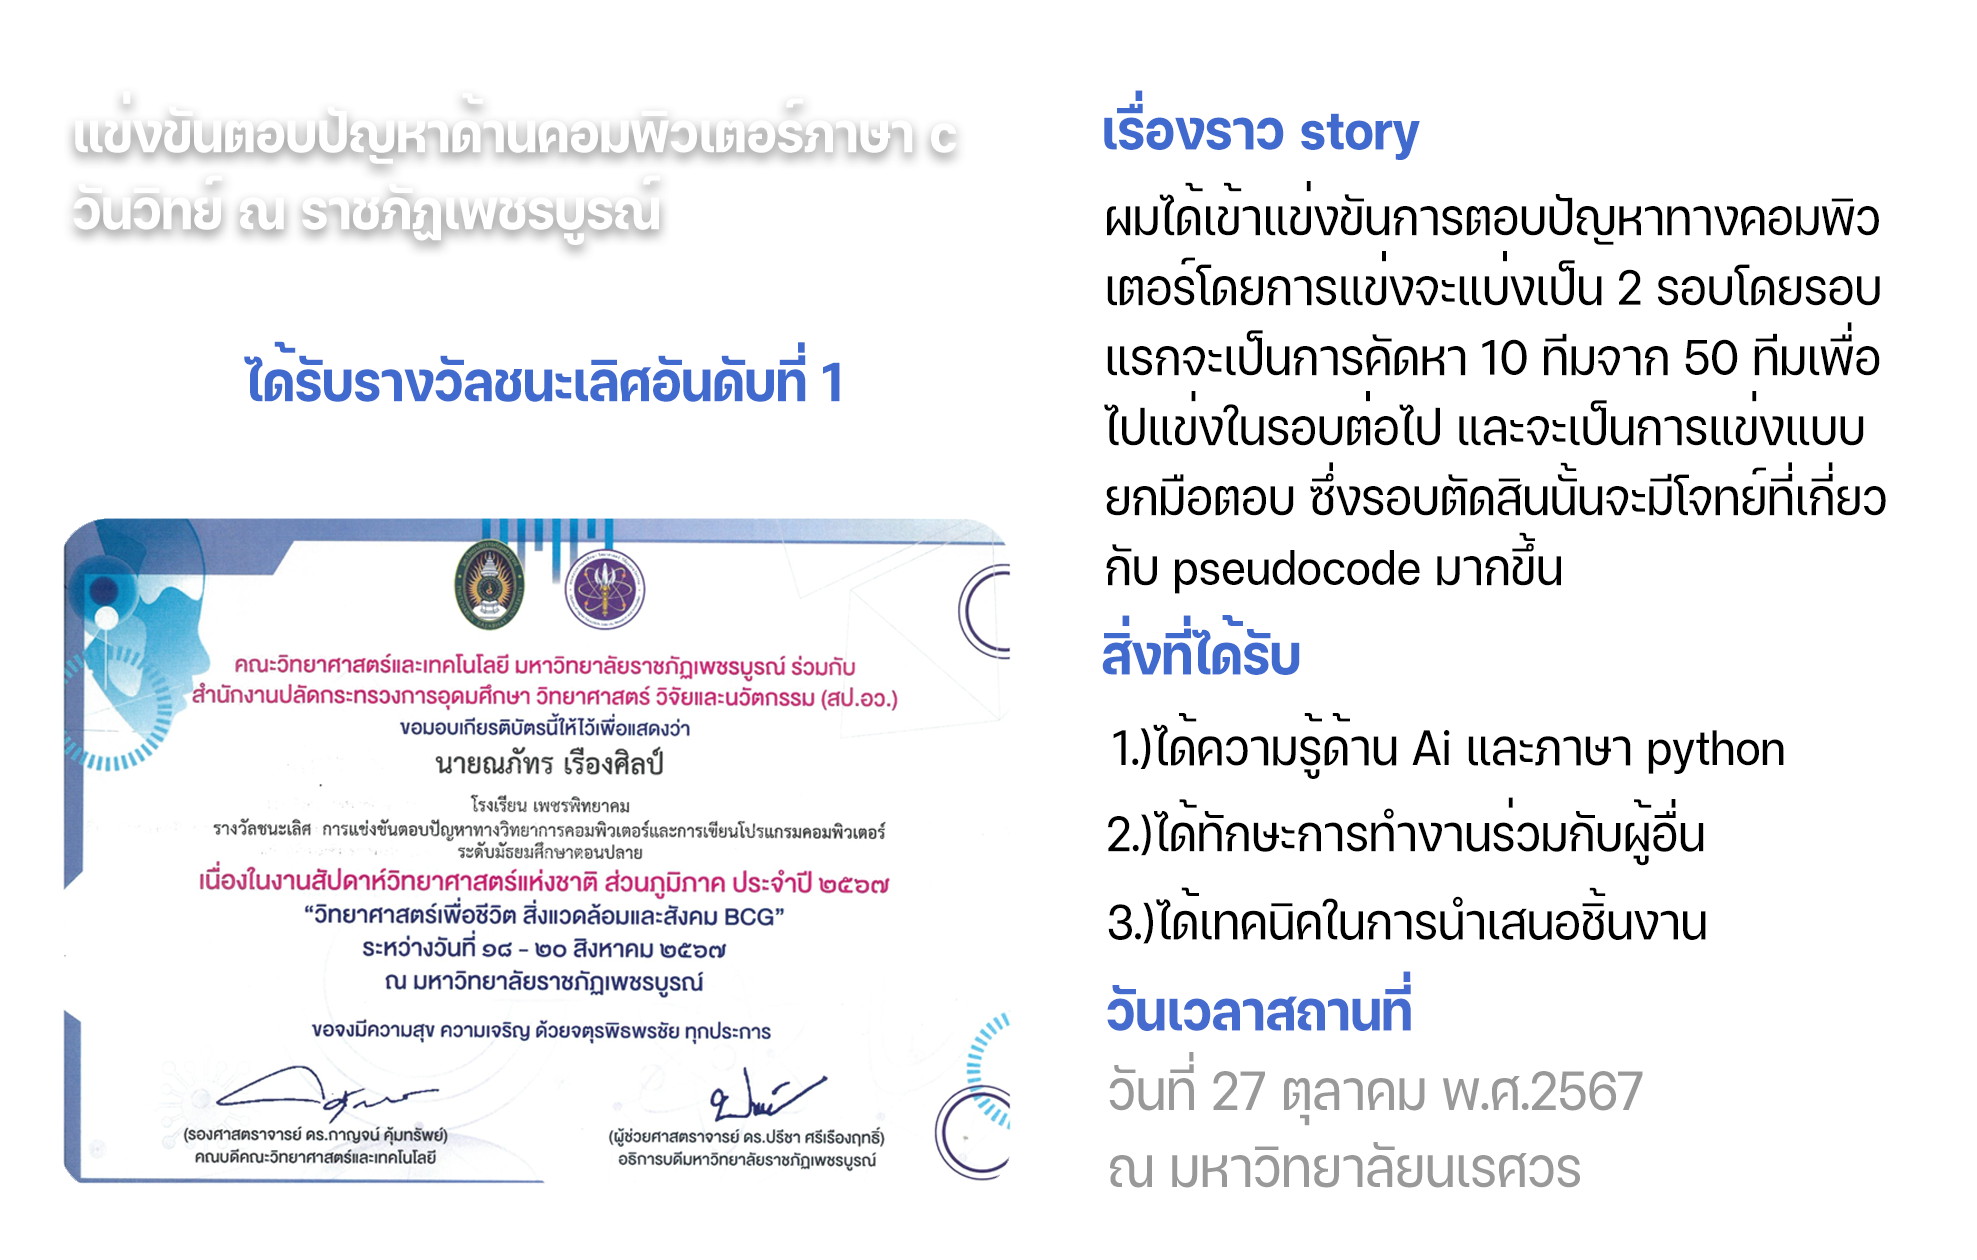 แข่งขันตอบปัญหาด้านคอมพิวเตอร์ภาษา c
วันวิทย์ ณ ราชภัฏเพชรบูรณ์
ได้รับรางวัลชนะเลิศอันดับที่ 1
คณะวิทยาศาสตร์และเทคโนโลยี มหาวิทยาลัยราชภัฏเพชรบูรณ์ ร่วมกับ
สำนักงานปลัดกระทรวงการอุดมศึกษา วิทยาศาสตร์ วิจัยและนวัตกรรม (สป.อว.)
ขอมอบเกียรติบัตรนี้ให้ไว้เพื่อแสดงว่า
นายณภัทร เรืองศิลป์
โรงเรียน เพชรพิทยาคม
รางวัลชนะเลิศ การแข่งขันตอบปัญหาทางวิทยาการคอมพิวเตอร์และการเขียนโปรแกรมคอมพิวเตอร์
ระดับมัธยมศึกษาตอนปลาย
เนื่องในงานสัปดาห์วิทยาศาสตร์แห่งชาติ ส่วนภูมิภาค ประจำปี ๒๕๖๗
“วิทยาศาสตร์เพื่อชีวิต สิ่งแวดล้อมและสังคม BCG”
ระหว่างวันที่ ๑๘ - ๒๐ สิงหาคม ๒๕๖๗
ณ มหาวิทยาลัยราชภัฏเพชรบูรณ์
ขอจงมีความสุข ความเจริญ ด้วยจตุรพิธพรชัย ทุกประการ
(รองศาสตราจารย์ ดร.กาญจน์ คุ้มทรัพย์)
คณบดีคณะวิทยาศาสตร์และเทคโนโลยี
(ผู้ช่วยศาสตราจารย์ ดร.ปรีชา ศรีเรืองฤทธิ์)
อธิการบดีมหาวิทยาลัยราชภัฏเพชรบูรณ์
เรื่องราว story
ผมได้เข้าแข่งขันการตอบปัญหาทางคอมพิว
เตอร์โดยการแข่งจะแบ่งเป็น 2 รอบโดยรอบ
แรกจะเป็นการคัดหา 10 ทีมจาก 50 ทีมเพื่อ
ไปแข่งในรอบต่อไป และจะเป็นการแข่งแบบ
ยกมือตอบ ซึ่งรอบตัดสินนั้นจะมีโจทย์ที่เกี่ยว
กับ pseudocode มากขึ้น
สิ่งที่ได้รับ
1.)ได้ความรู้ด้าน Ai และภาษา python
2.)ได้ทักษะการทำงานร่วมกับผู้อื่น
3.)ได้เทคนิคในการนำเสนอชิ้นงาน
วันเวลาสถานที่
วันที่ 27 ตุลาคม พ.ศ.2567
ณ มหาวิทยาลัยนเรศวร